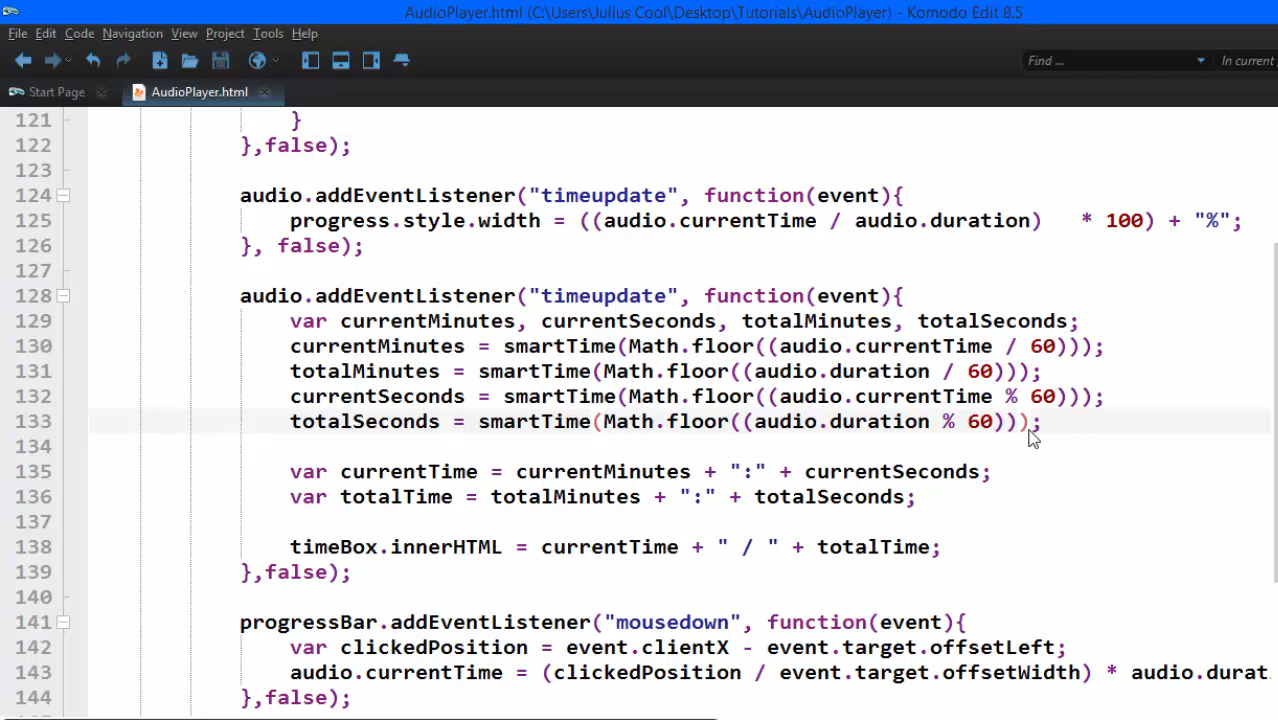 AudioPlayer.html (C:\Users\Julius Cool\Desktop\Tutorials\AudioPlayer) - Komodo Edit 8.5
File Edit Code Navigation View Project Tools Help
Find ... In current
Start Page AudioPlayer.html
121 }
122 },false);
123
124 audio.addEventListener("timeupdate", function(event){
125 progress.style.width = ((audio.currentTime / audio.duration) * 100) + "%";
126 }, false);
127
128 audio.addEventListener("timeupdate", function(event){
129 var currentMinutes, currentSeconds, totalMinutes, totalSeconds;
130 currentMinutes = smartTime(Math.floor((audio.currentTime / 60)));
131 totalMinutes = smartTime(Math.floor((audio.duration / 60)));
132 currentSeconds = smartTime(Math.floor((audio.currentTime % 60)));
133 totalSeconds = smartTime(Math.floor((audio.duration % 60)));
134
135 var currentTime = currentMinutes + ":" + currentSeconds;
136 var totalTime = totalMinutes + ":" + totalSeconds;
137
138 timeBox.innerHTML = currentTime + " / " + totalTime;
139 },false);
140
141 progressBar.addEventListener("mousedown", function(event){
142 var clickedPosition = event.clientX - event.target.offsetLeft;
143 audio.currentTime = (clickedPosition / event.target.offsetWidth) * audio.durat
144 },false);